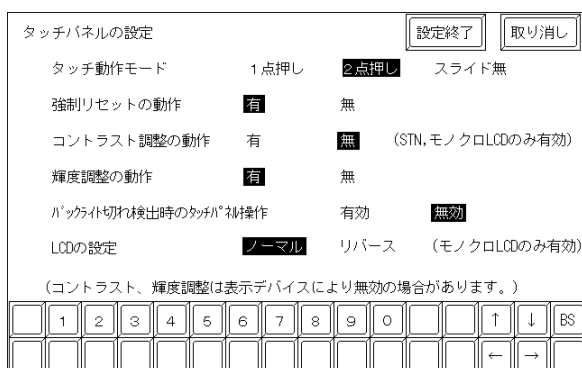 タッチパネルの設定 設定終了 取り消し
タッチ動作モード 1点押し 2点押し スライド無
強制リセットの動作 有 無
コントラスト調整の動作 有 無 (STN,モノクロLCDのみ有効)
輝度調整の動作 有 無
バックライト切れ検出時のタッチパネル操作 有効 無効
LCDの設定 ノーマル リバース (モノクロLCDのみ有効)
(コントラスト、輝度調整は表示デバイスにより無効の場合があります。)
1 2 3 4 5 6 7 8 9 0 ↑ ↓ BS
← →